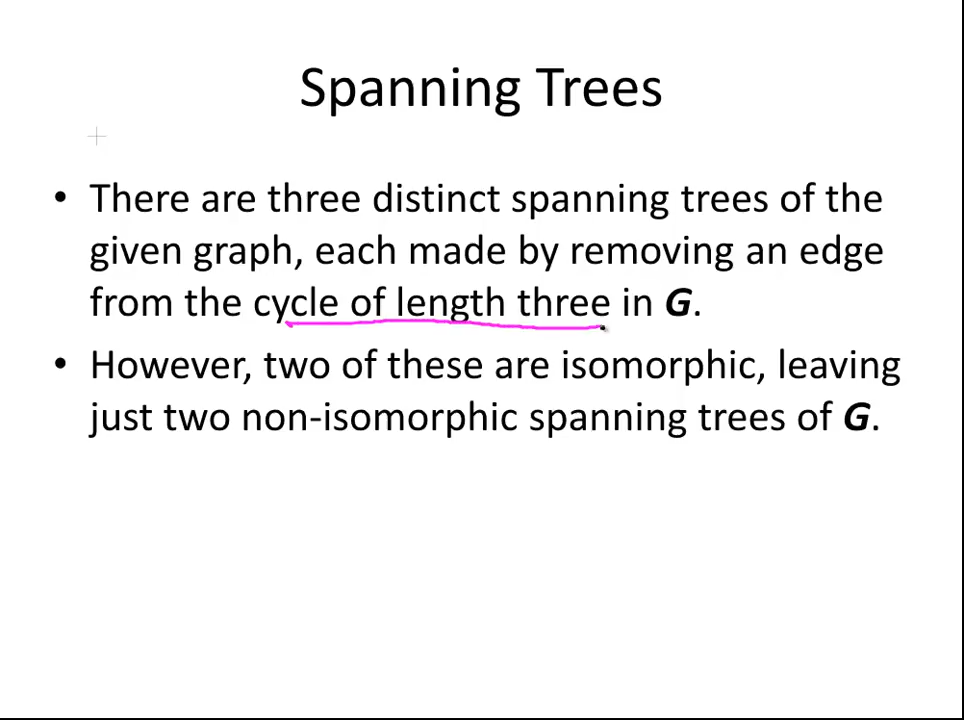 Spanning Trees
• There are three distinct spanning trees of the
given graph, each made by removing an edge
from the cycle of length three in G.
• However, two of these are isomorphic, leaving
just two non-isomorphic spanning trees of G.